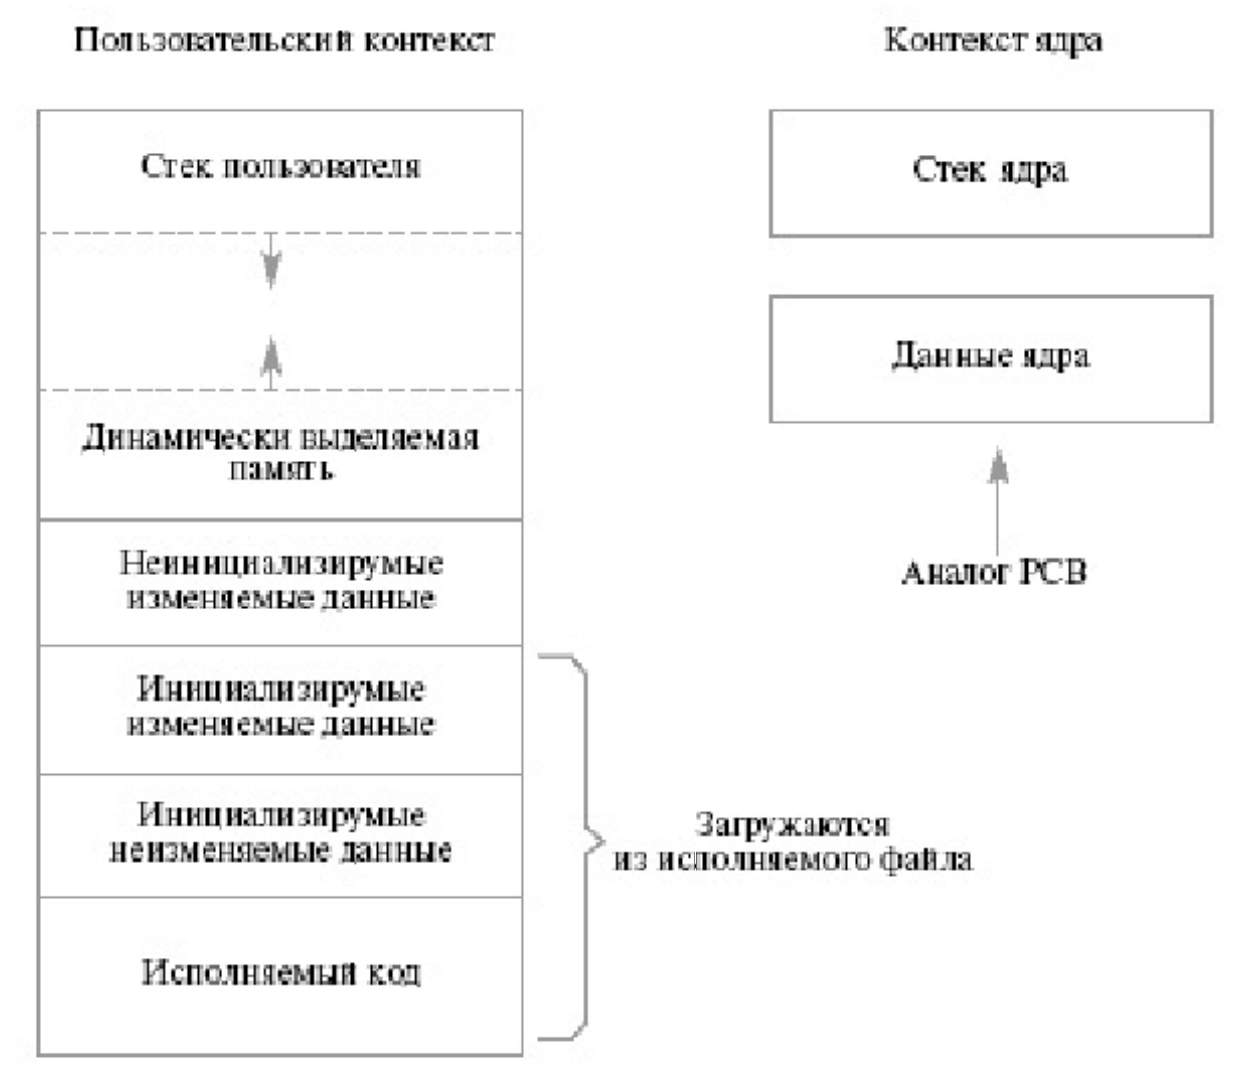 Пользовательский контекст
Контекст ядра
Стек пользователя
Динамически выделяемая
память
Неинициализирумые
изменяемые данные
Инициализирумые
изменяемые данные
Инициализирумые
неизменяемые данные
Исполняемый код
Загружаются
из исполняемого файла
Стек ядра
Данные ядра
Аналог PCB